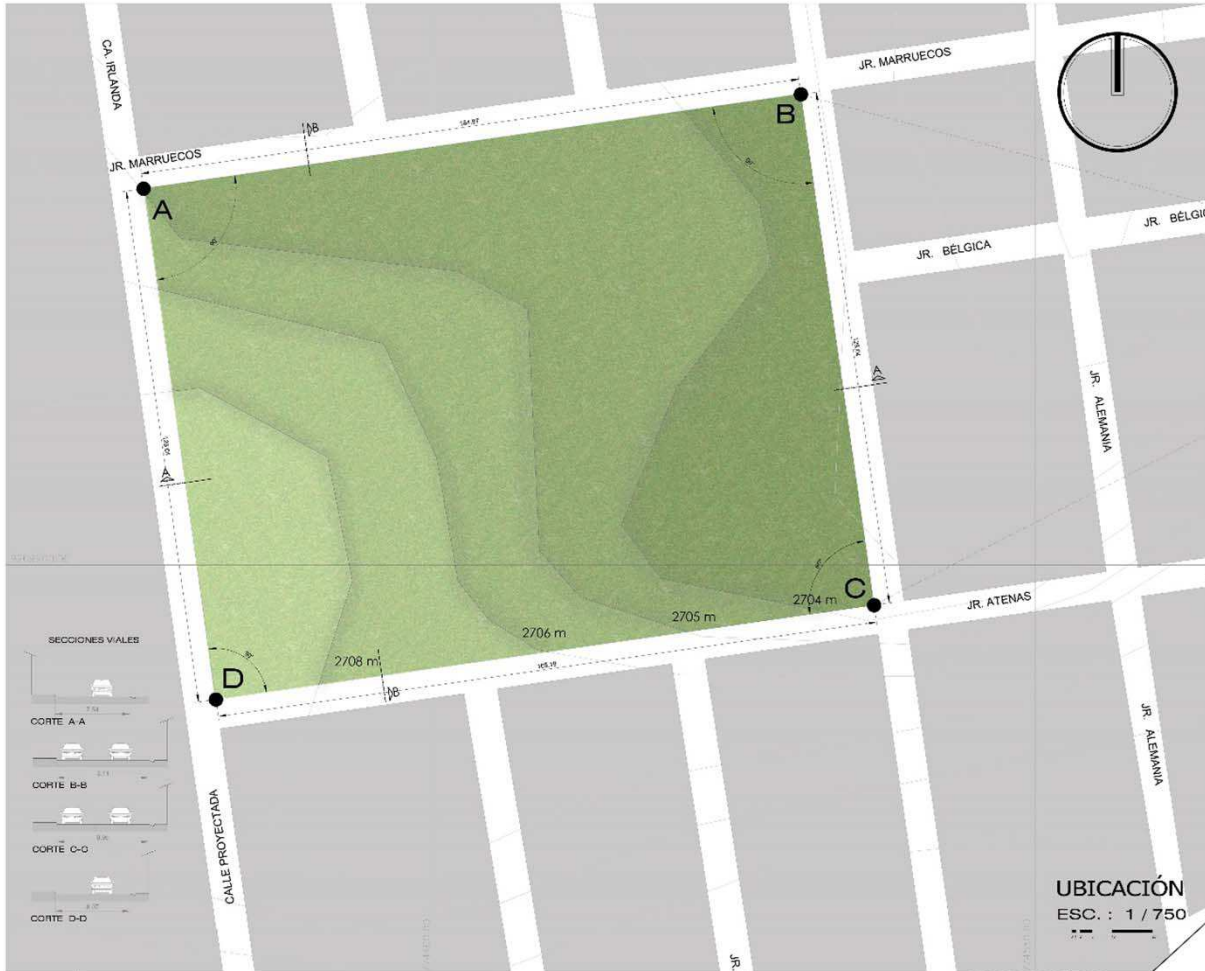 CA. IRLANDA
JR. MARRUECOS
JR. MARRUECOS
B
B
A
JR. BÉLGICA
JR. BÉLGIC
A
A
JR. ALEMANIA
C
2704 m
2705 m
2706 m
JR. ATENAS
D
2708 m
B
SECCIONES VIALES
CORTE A-A
CORTE B-B
CORTE C-C
CORTE D-D
CALLE PROYECTADA
JR. ALEMANIA
JR.
UBICACIÓN
ESC. : 1 / 750